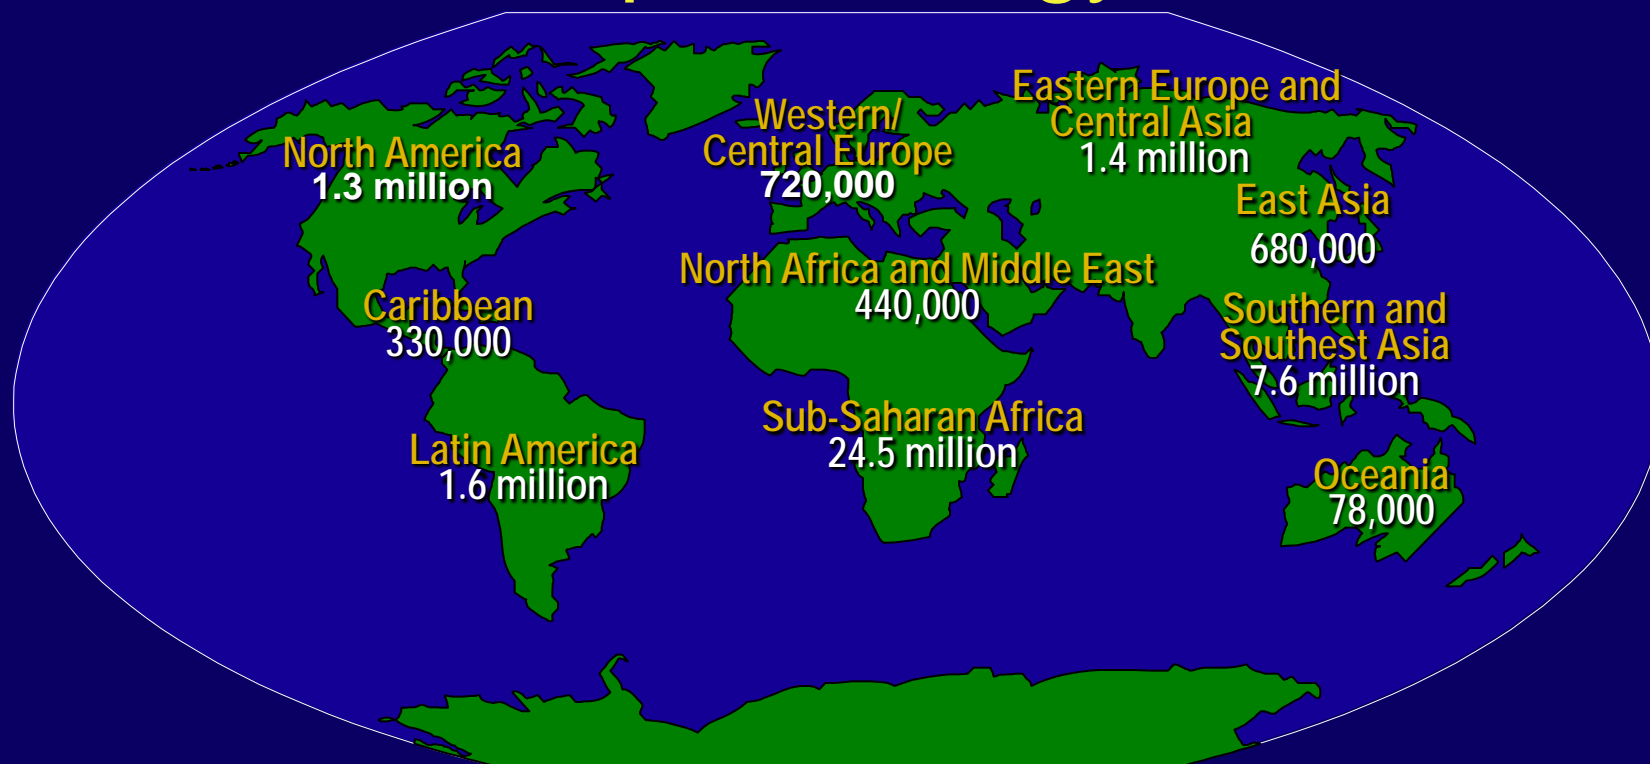 North America
1.3 million
Western/
Central Europe
720,000
Eastern Europe and
Central Asia
1.4 million
East Asia
680,000
North Africa and Middle East
440,000
Caribbean
330,000
Southern and
Southest Asia
7.6 million
Sub-Saharan Africa
24.5 million
Latin America
1.6 million
Oceania
78,000